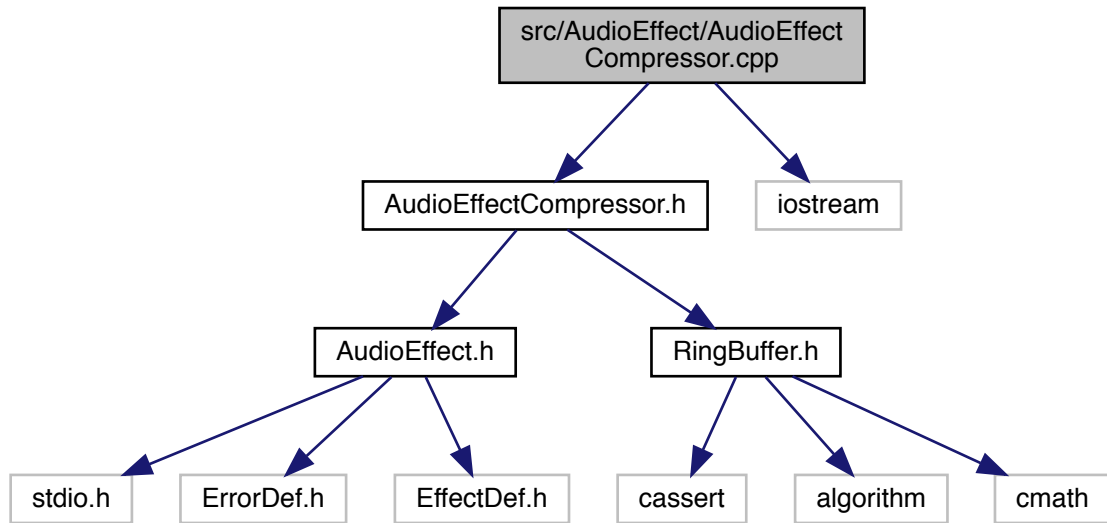 src/AudioEffect/AudioEffect
Compressor.cpp
AudioEffectCompressor.h
iostream
AudioEffect.h
RingBuffer.h
stdio.h
ErrorDef.h
EffectDef.h
cassert
algorithm
cmath